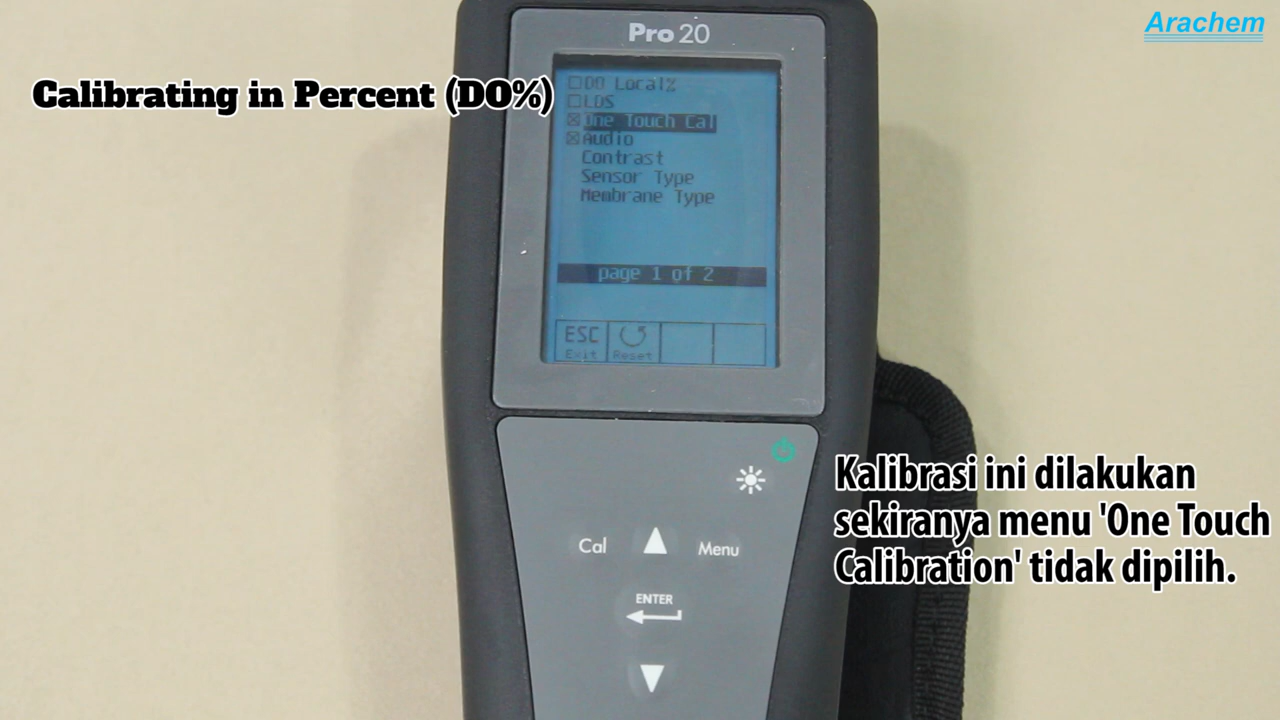 Arachem
Pro 20
Calibrating in Percent (DO%)
DO Local%
LDS
One Touch Cal
Audio
Contrast
Sensor Type
Membrane Type
page 1 of 2
ESC
Exit Reset
Kalibrasi ini dilakukan
sekiranya menu 'One Touch
Calibration' tidak dipilih.
Cal Menu
ENTER